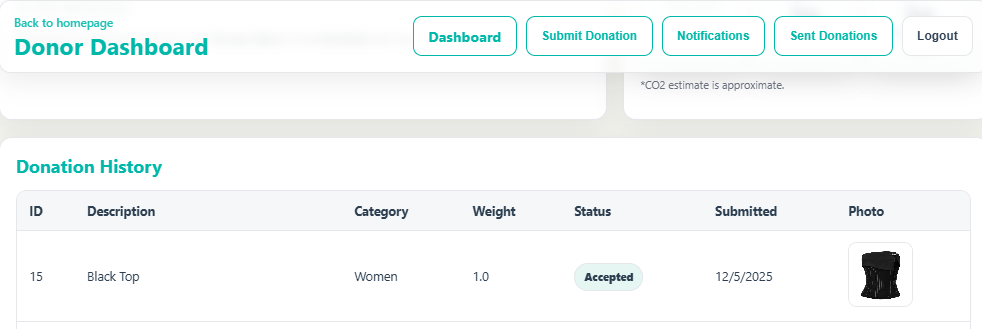 Back to homepage
Donor Dashboard
Dashboard
Submit Donation
Notifications
Sent Donations
Logout
*CO2 estimate is approximate.
Donation History
ID Description Category Weight Status Submitted Photo
15 Black Top Women 1.0 Accepted 12/5/2025